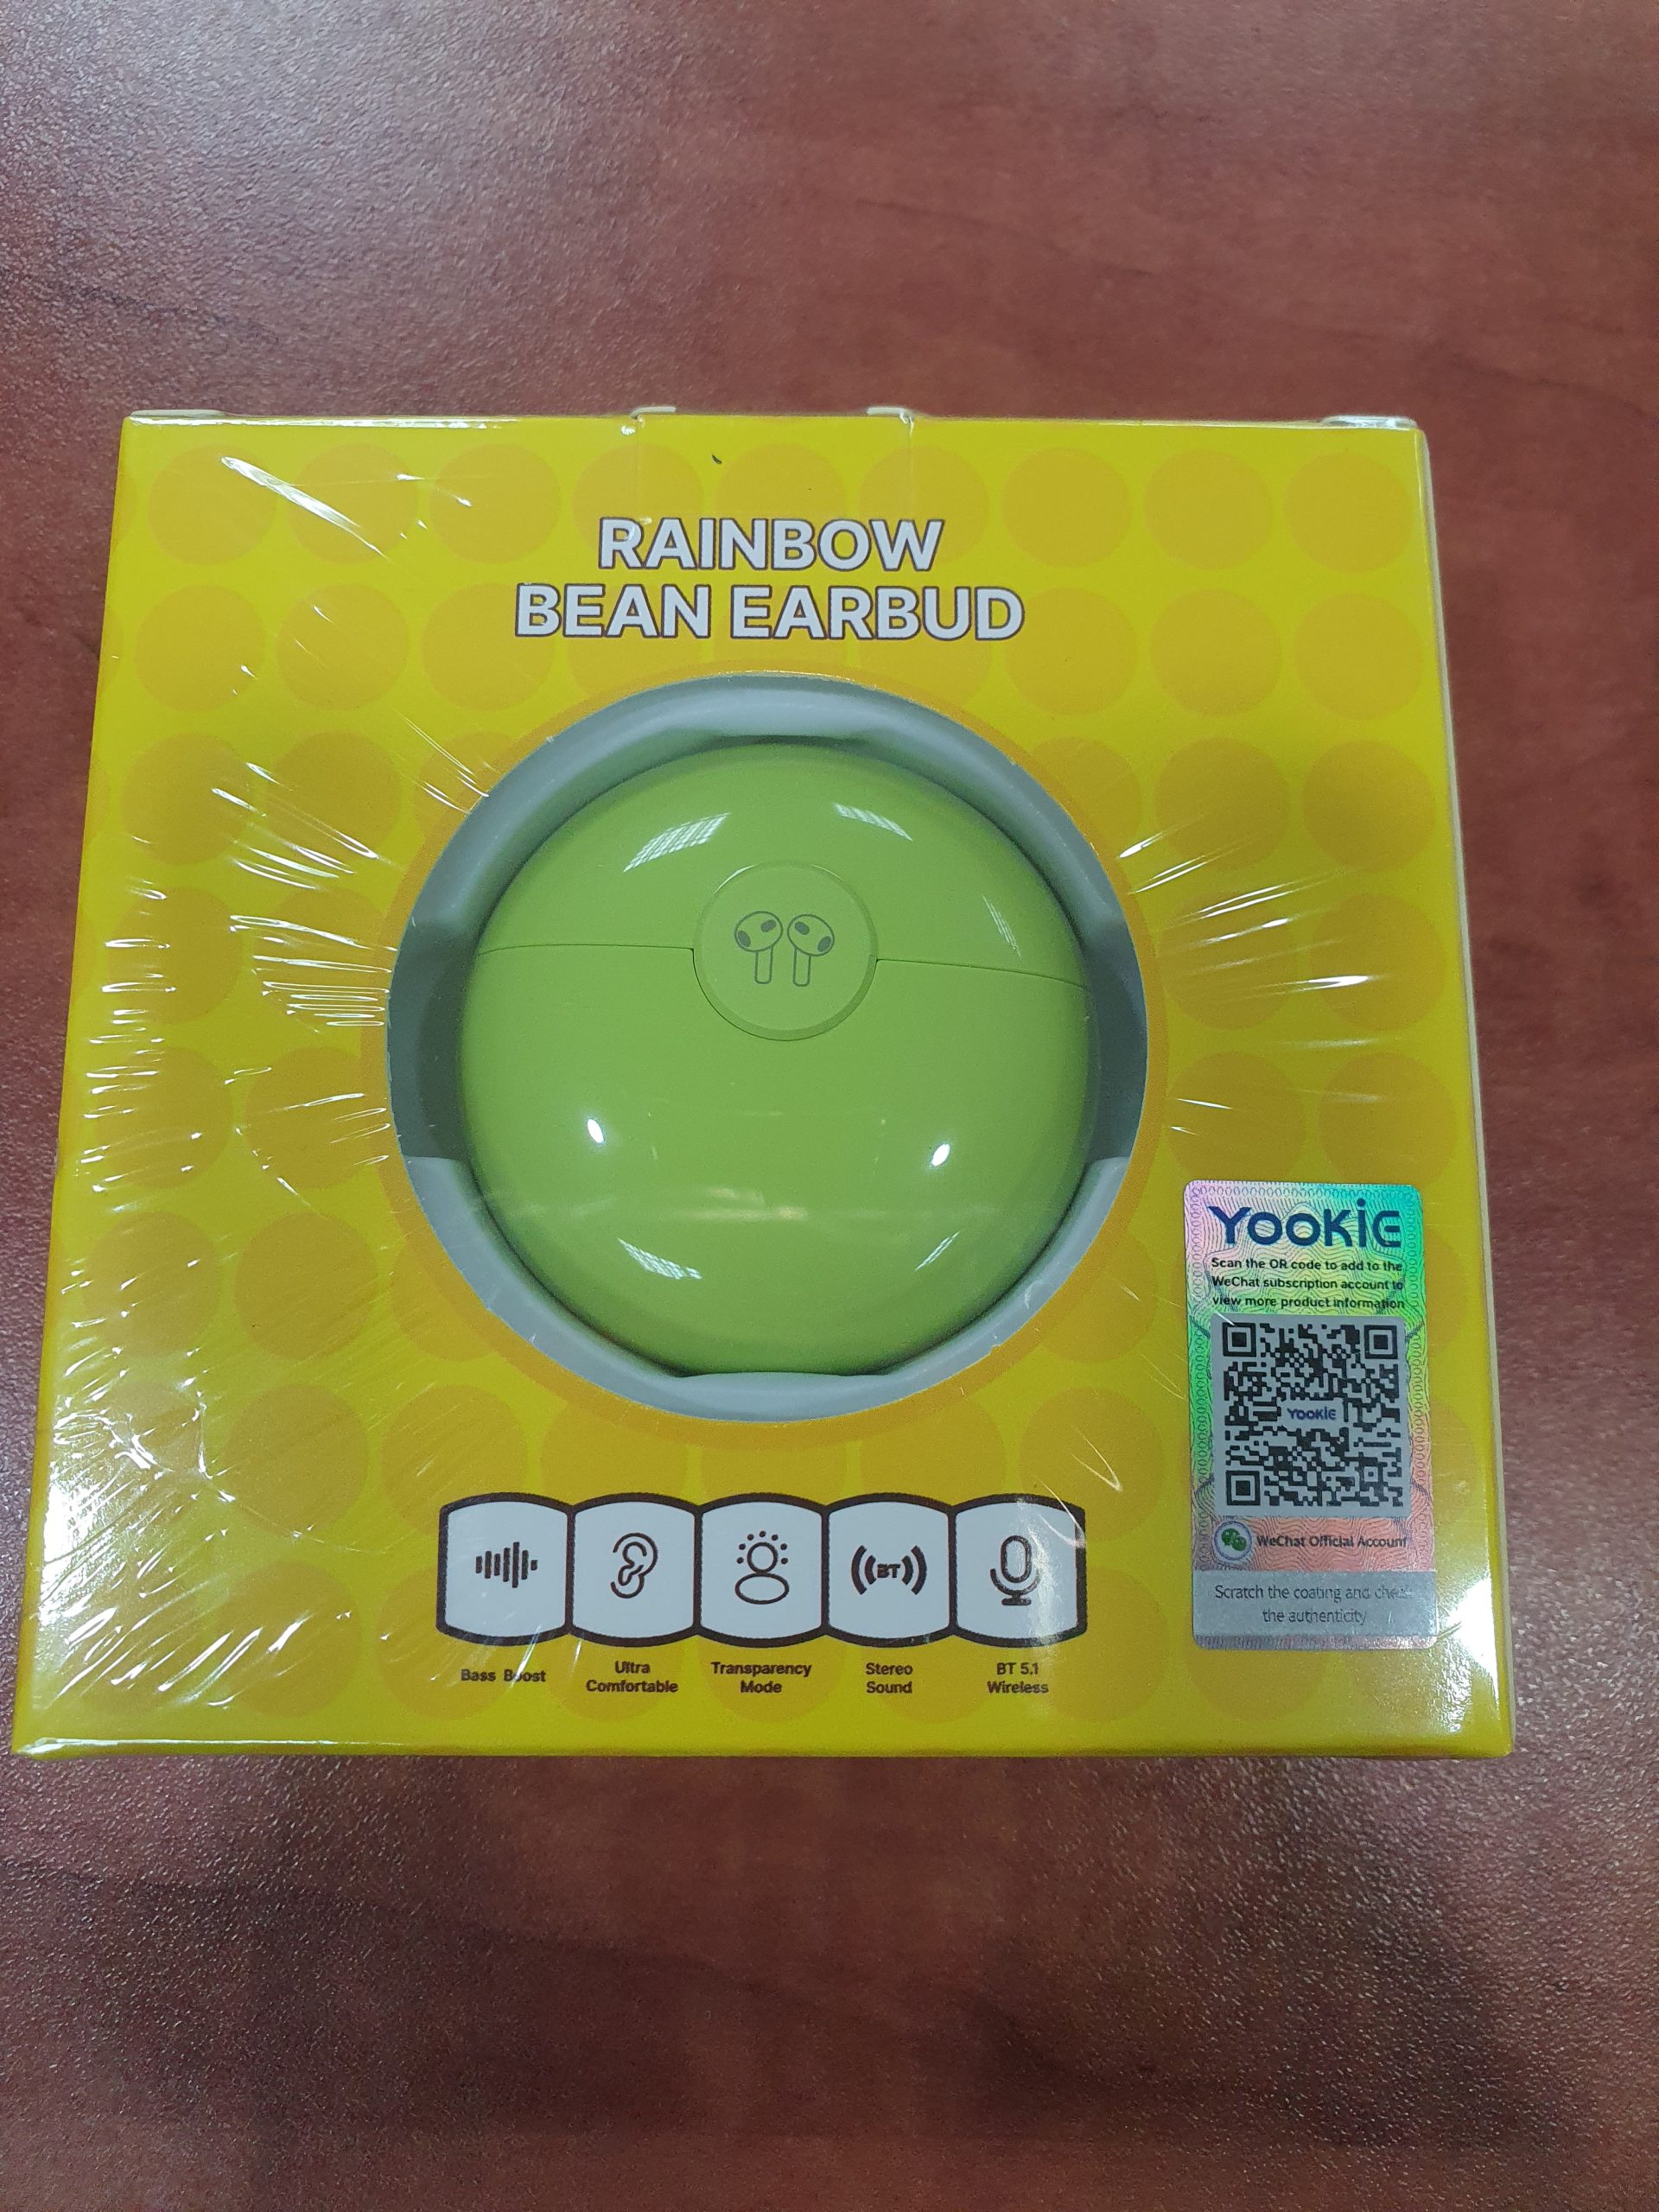 RAINBOW
BEAN EARBUD
YOOKIE
Scan the QR code to add to the
WeChat subscription account to
view more product information
YOOKIE
WeChat Official Account
Scratch the coating and check
the authenticity
BT
Bass Boost
Ultra
Comfortable
Transparency
Mode
Stereo
Sound
BT 5.1
Wireless